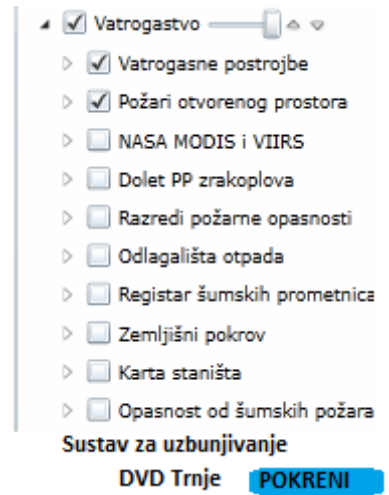 Vatrogastvo
Vatrogasne postrojbe
Požari otvorenog prostora
NASA MODIS i VIIRS
Dolet PP zrakoplova
Razredi požarne opasnosti
Odlagališta otpada
Registar šumskih prometnica
Zemljišni pokrov
Karta staništa
Opasnost od šumskih požara
Sustav za uzbunjivanje
DVD Trnje POKRENI